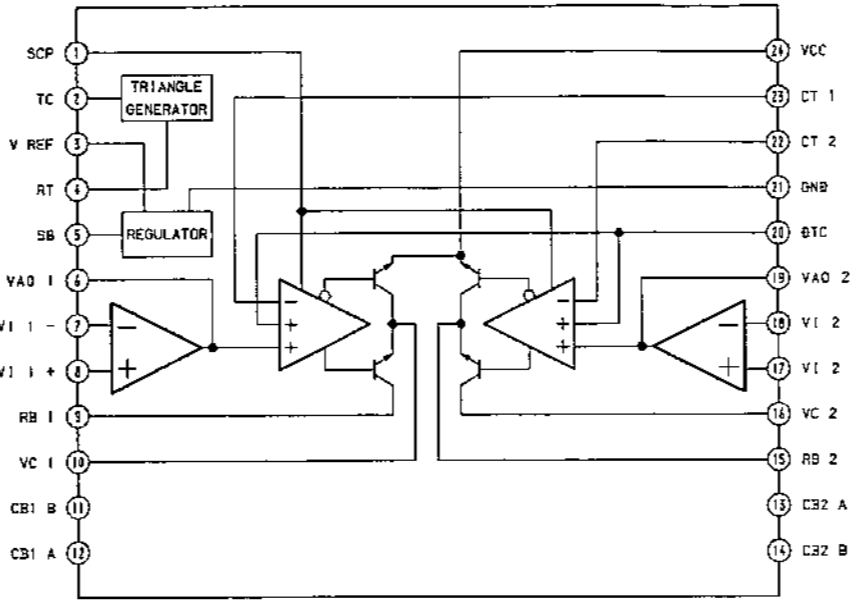 SCP 1
TC 2
TRIANGLE
GENERATOR
V REF 3
RT 4
SB 5
REGULATOR
VAO 1 6
VI 1 - 7
VI 1 + 8
RB 1 9
VC 1 10
CB1 B 11
CB1 A 12
24 VCC
23 CT 1
22 CT 2
21 GND
20 DTC
19 VAO 2
18 VI 2
17 VI 2
16 VC 2
15 RB 2
13 CB2 A
14 CB2 B
-
+
-
+
+
-
+
+
-
+